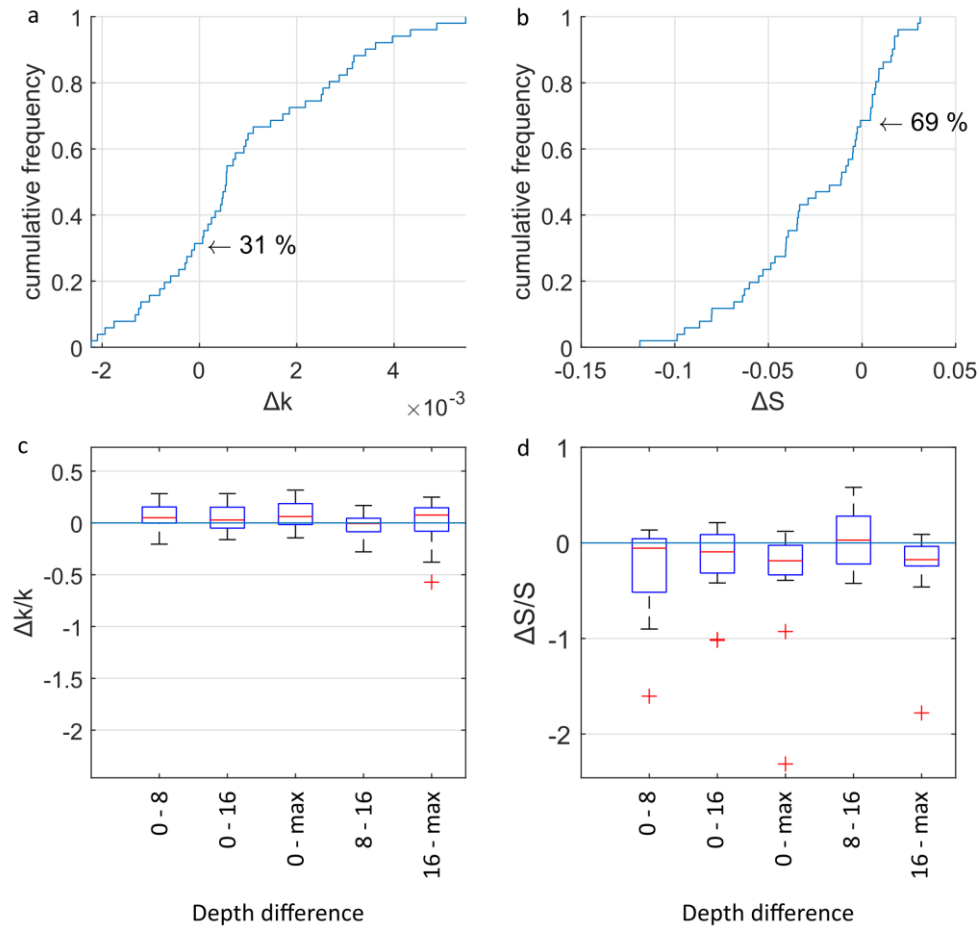 a
1
0.8
0.6
0.4
0.2
0
cumulative frequency
← 31 %
-2 0 2 4
Δk
×10⁻³
b
1
0.8
0.6
0.4
0.2
0
cumulative frequency
← 69 %
-0.15 -0.1 -0.05 0 0.05
ΔS
c
0.5
0
-0.5
-1
-1.5
-2
Δk/k
0 - 8
0 - 16
0 - max
8 - 16
16 - max
Depth difference
d
1
0
-1
-2
ΔS/S
0 - 8
0 - 16
0 - max
8 - 16
16 - max
Depth difference